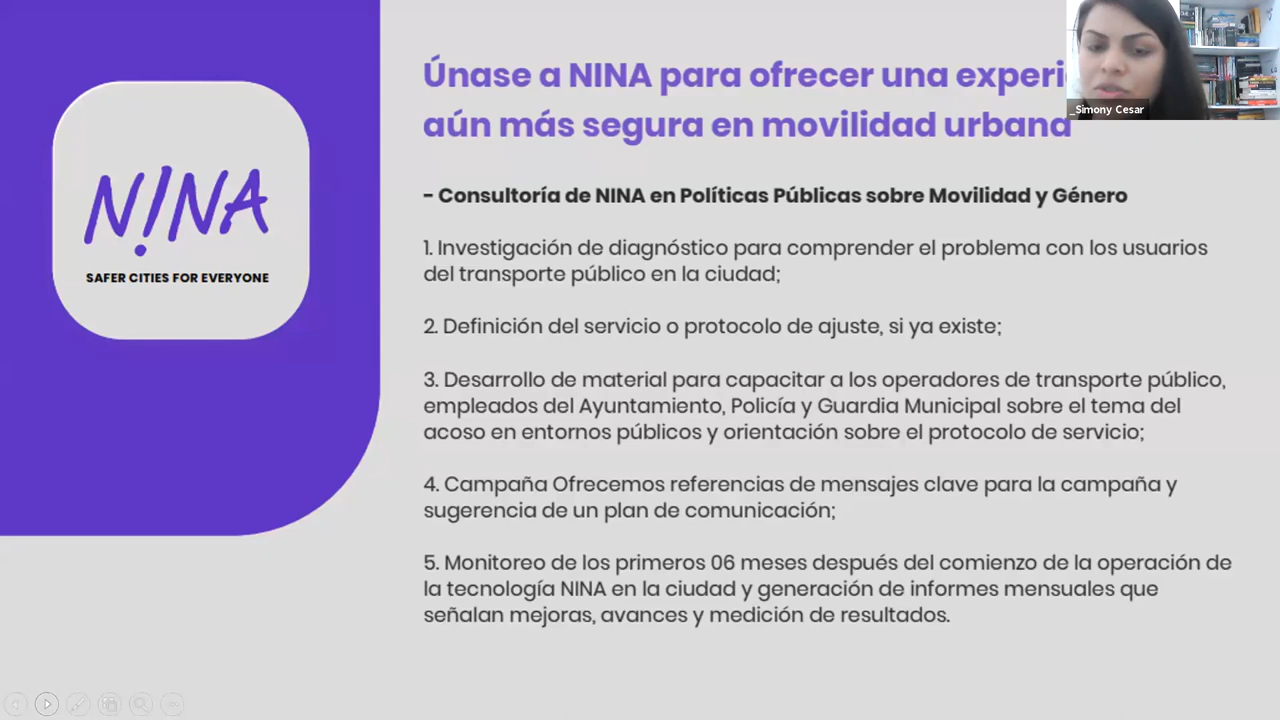 Únase a NINA para ofrecer una
aún más segura en movilidad urbana
_Simony Cesar
N!NA
SAFER CITIES FOR EVERYONE
- Consultoría de NINA en Políticas Públicas sobre Movilidad y Género
1. Investigación de diagnóstico para comprender el problema con los usuarios
del transporte público en la ciudad;
2. Definición del servicio o protocolo de ajuste, si ya existe;
3. Desarrollo de material para capacitar a los operadores de transporte público,
empleados del Ayuntamiento, Policía y Guardia Municipal sobre el tema del
acoso en entornos públicos y orientación sobre el protocolo de servicio;
4. Campaña Ofrecemos referencias de mensajes clave para la campaña y
sugerencia de un plan de comunicación;
5. Monitoreo de los primeros 06 meses después del comienzo de la operación de
la tecnología NINA en la ciudad y generación de informes mensuales que
señalan mejoras, avances y medición de resultados.